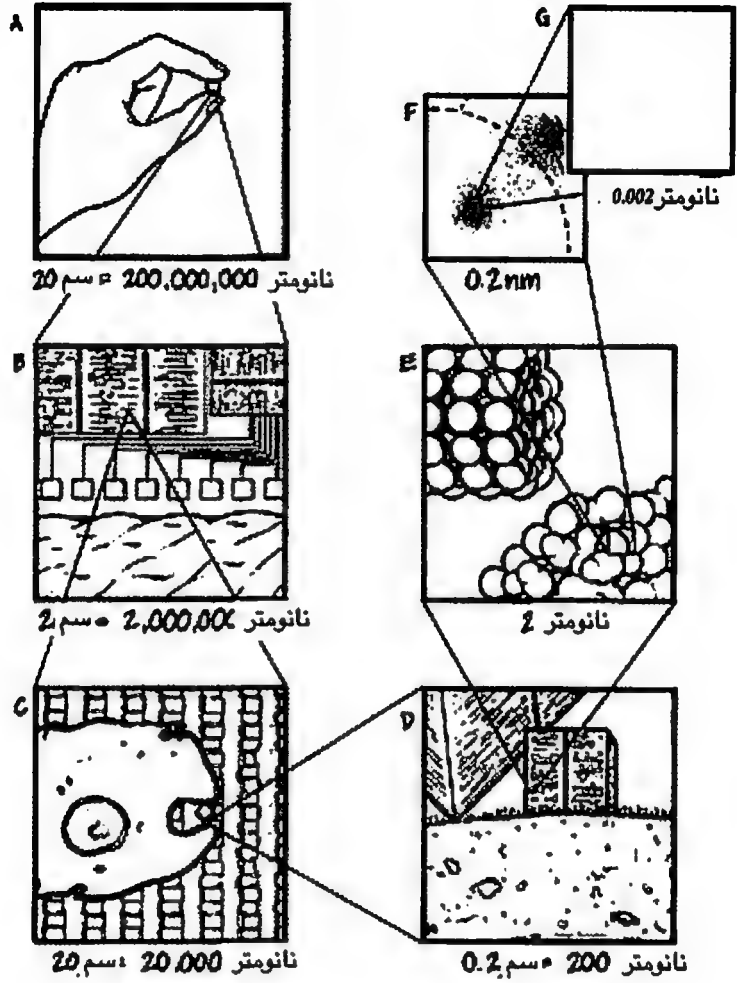 A
20 سم = 200,000,000 نانومتر
B
2 سم = 2,000,000 نانومتر
C
20 سم = 20,000 نانومتر
D
0.2 سم = 200 نانومتر
E
2 نانومتر
F
0.2nm
G
0.002 نانومتر